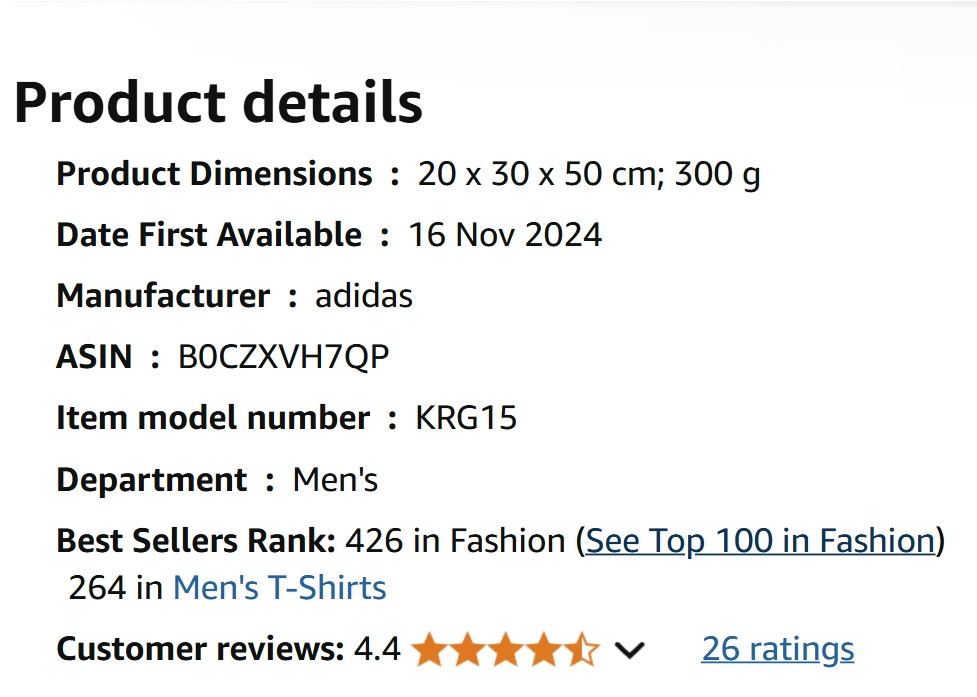 Product details
Product Dimensions : 20 x 30 x 50 cm; 300 g
Date First Available : 16 Nov 2024
Manufacturer : adidas
ASIN : B0CZXVH7QP
Item model number : KRG15
Department : Men's
Best Sellers Rank: 426 in Fashion (See Top 100 in Fashion)
264 in Men's T-Shirts
Customer reviews: 4.4 26 ratings